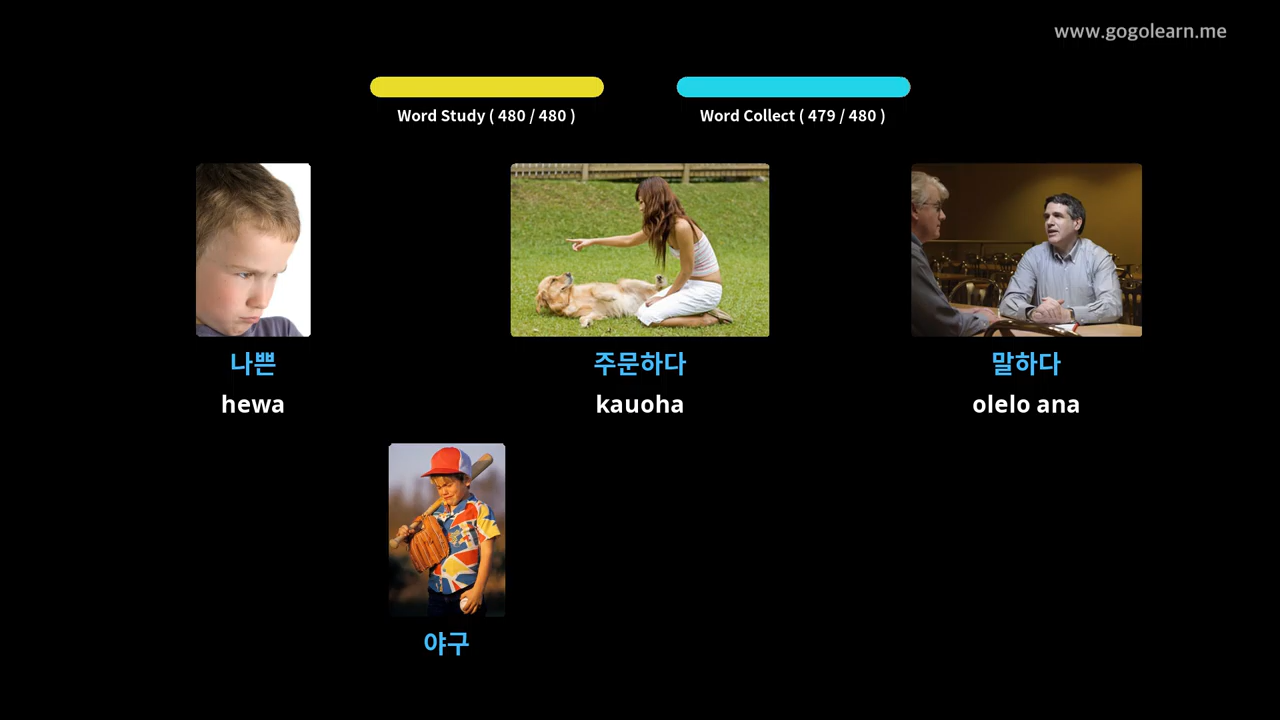 www.gogolearn.me
Word Study ( 480 / 480 )
Word Collect ( 479 / 480 )
나쁜
주문하다
말하다
hewa
kauoha
olelo ana
야구